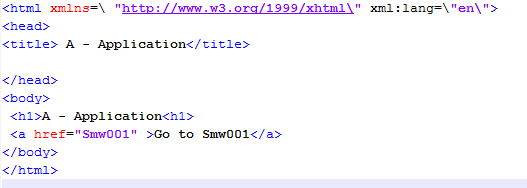 <html xmlns=\ "http://www.w3.org/1999/xhtml\" xml:lang=\"en\">
<head>
<title> A - Application</title>
</head>
<body>
<h1>A - Application<h1>
<a href="Smw001" >Go to Smw001</a>
</body>
</html>